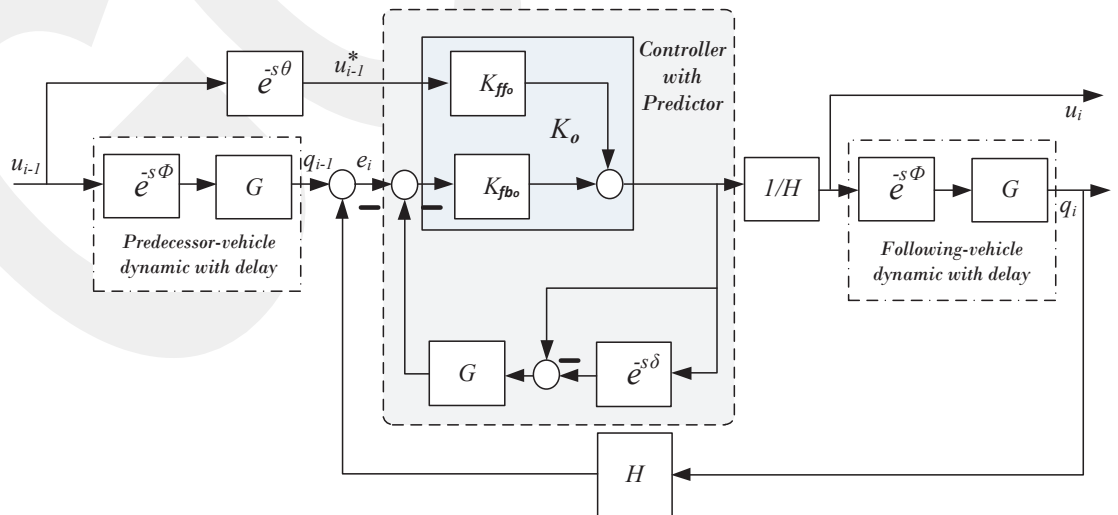 Controller
with
Predictor
e^{-sθ}
u^*_{i-1}
K_{ffo}
K_o
u_i
u_{i-1}
e^{-sΦ}
G
q_{i-1}
e_i
K_{fbo}
1/H
e^{-sΦ}
G
q_i
Predecessor-vehicle
dynamic with delay
Following-vehicle
dynamic with delay
G
e^{-sδ}
H